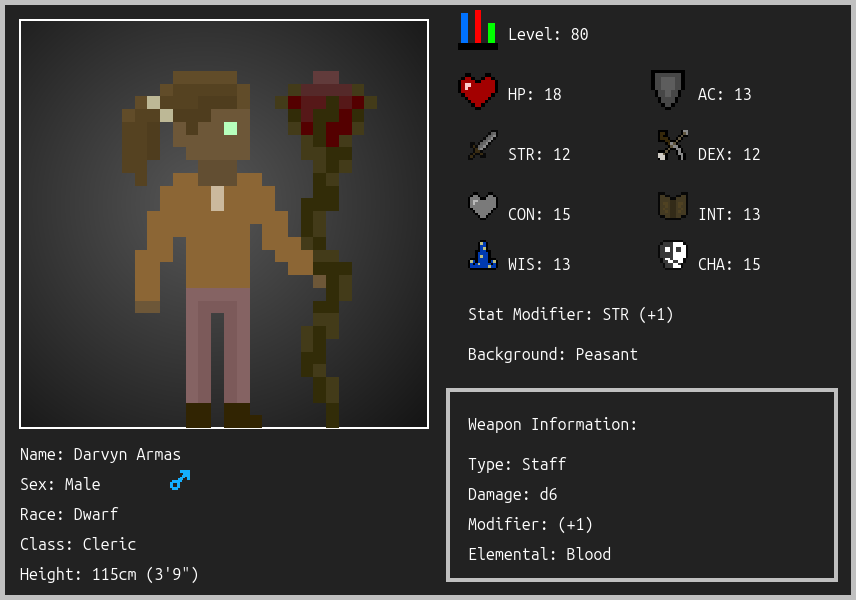 Level: 80
HP: 18
AC: 13
STR: 12
DEX: 12
CON: 15
INT: 13
WIS: 13
CHA: 15
Stat Modifier: STR (+1)
Background: Peasant
Weapon Information:
Type: Staff
Damage: d6
Modifier: (+1)
Elemental: Blood
Name: Darvyn Armas
Sex: Male
Race: Dwarf
Class: Cleric
Height: 115cm (3'9")